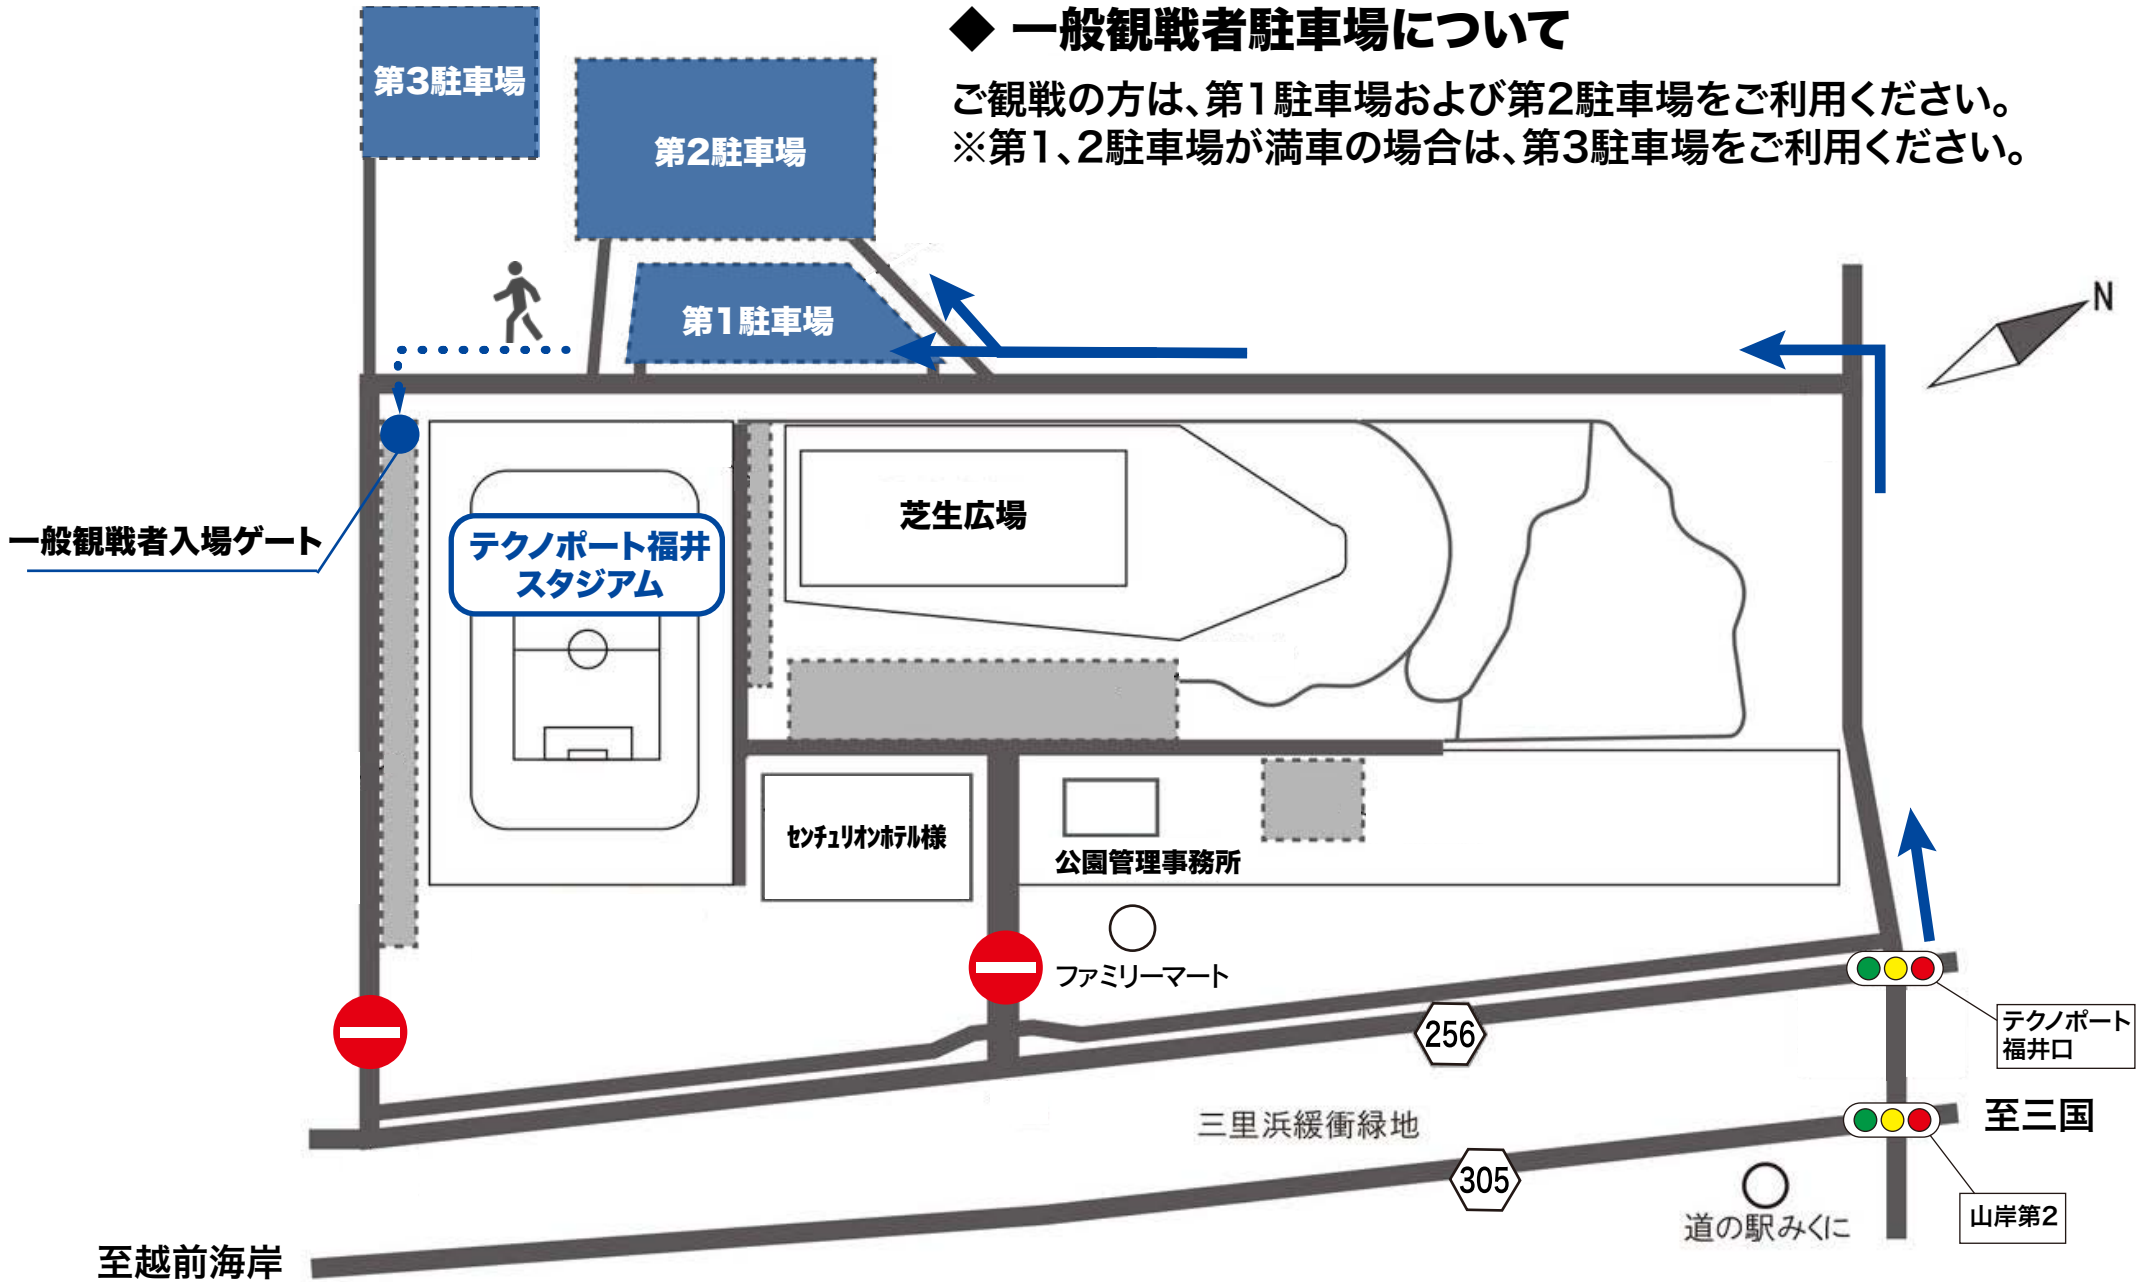 ◆ 一般観戦者駐車場について
ご観戦の方は、第1駐車場および第2駐車場をご利用ください。
※第1、2駐車場が満車の場合は、第3駐車場をご利用ください。
第3駐車場
第2駐車場
第1駐車場
N
一般観戦者入場ゲート
テクノポート福井
スタジアム
芝生広場
センチュリオンホテル様
公園管理事務所
ファミリーマート
256
テクノポート
福井口
三里浜緩衝緑地
至三国
305
道の駅みくに
山岸第2
至越前海岸